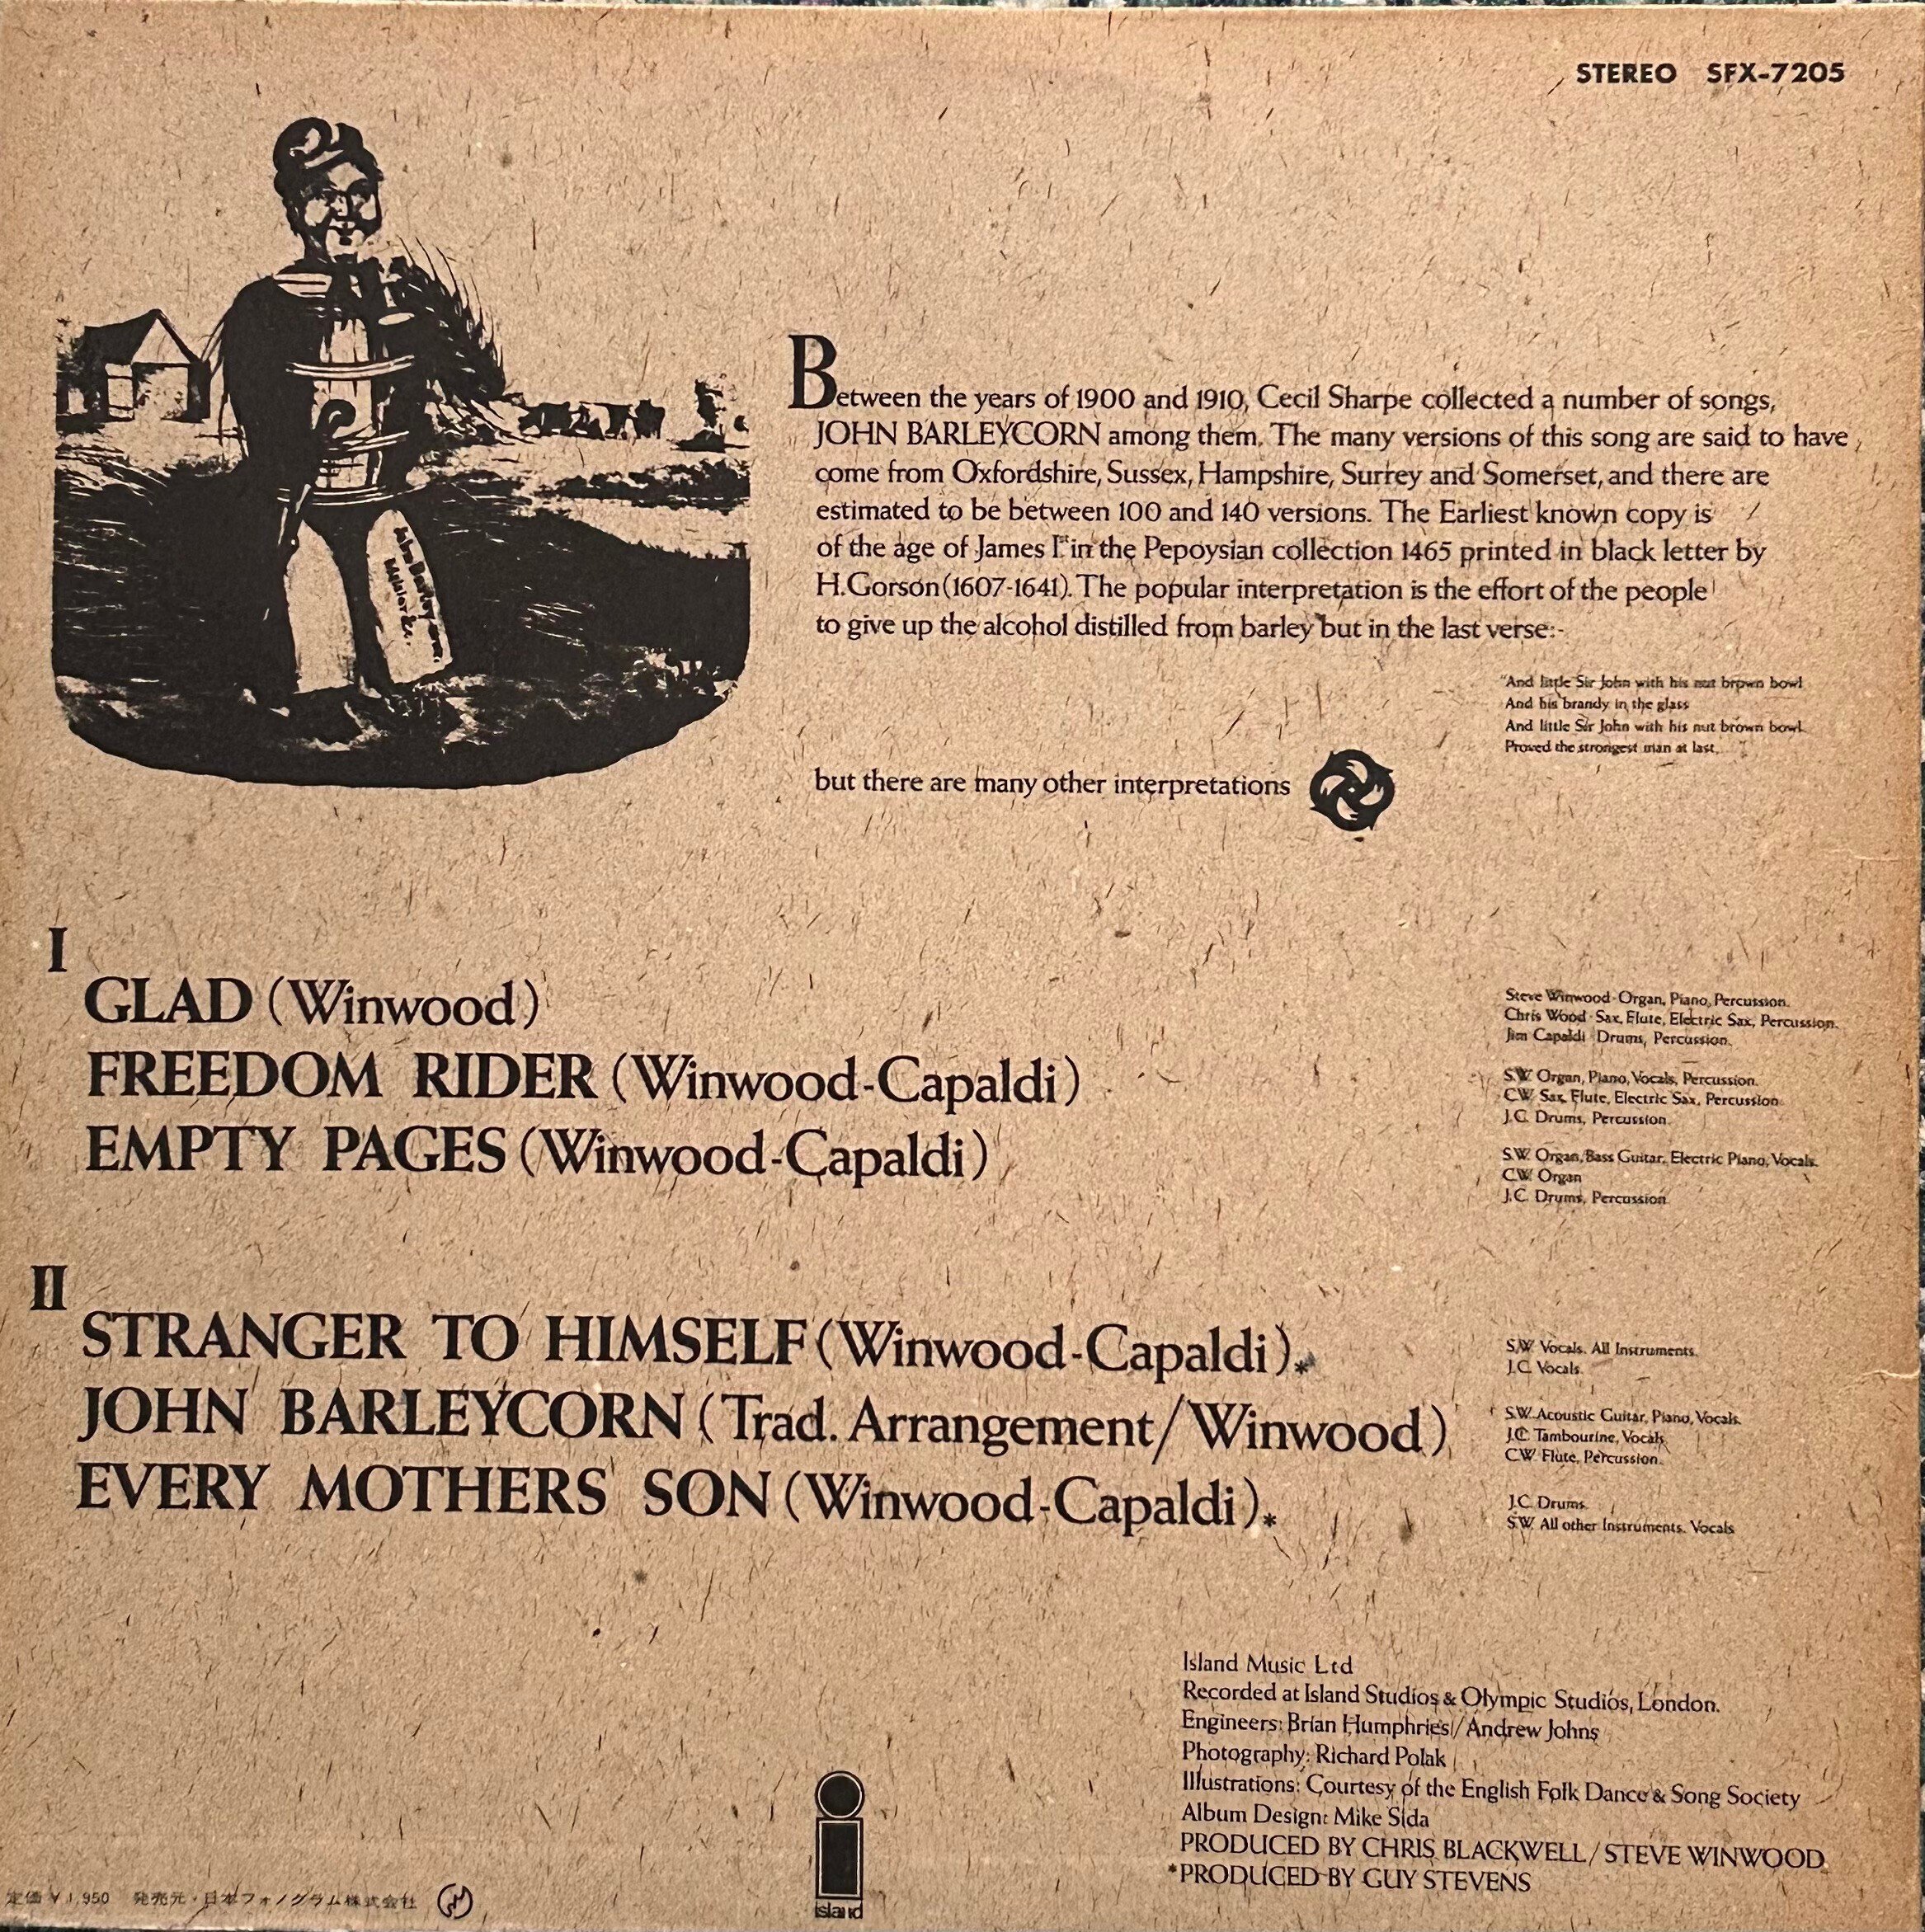 STEREO SFX-7205
John Barleycorn.
Between the years of 1900 and 1910, Cecil Sharpe collected a number of songs,
JOHN BARLEYCORN among them. The many versions of this song are said to have
come from Oxfordshire, Sussex, Hampshire, Surrey and Somerset, and there are
estimated to be between 100 and 140 versions. The Earliest known copy is
of the age of James Ist in the Pepoysian collection 1465 printed in black letter by
H.Gorson (1607-1641). The popular interpretation is the effort of the people
to give up the alcohol distilled from barley but in the last verse:-
"And little Sir John with his nut brown bowl
And his brandy in the glass
And little Sir John with his nut brown bowl
Proved the strongest man at last.
but there are many other interpretations
I
GLAD (Winwood)
Steve Winwood-Organ, Piano, Percussion.
Chris Wood-Sax, Flute, Electric Sax, Percussion.
Jim Capaldi Drums, Percussion.
FREEDOM RIDER (Winwood-Capaldi)
S.W. Organ, Piano, Vocals, Percussion.
C.W. Sax, Flute, Electric Sax, Percussion
J.C. Drums, Percussion
EMPTY PAGES (Winwood-Capaldi)
S.W. Organ, Bass Guitar, Electric Piano, Vocals.
C.W. Organ
J.C. Drums, Percussion
II
STRANGER TO HIMSELF (Winwood-Capaldi)*
S.W. Vocals. All Instruments.
J.C. Vocals.
JOHN BARLEYCORN (Trad. Arrangement/Winwood)
S.W. Acoustic Guitar, Piano, Vocals.
J.C. Tambourine, Vocals
C.W. Flute, Percussion.
EVERY MOTHERS SON (Winwood-Capaldi)*
J.C. Drums
S.W. All other Instruments. Vocals
Island Music Ltd
Recorded at Island Studios & Olympic Studios, London.
Engineers: Brian Humphries/Andrew Johns
Photography: Richard Polak
Illustrations: Courtesy of the English Folk Dance & Song Society
Album Design: Mike Sida
PRODUCED BY CHRIS BLACKWELL/STEVE WINWOOD
*PRODUCED BY GUY STEVENS
island
定価¥1,950 発売元・日本フォノグラム株式会社